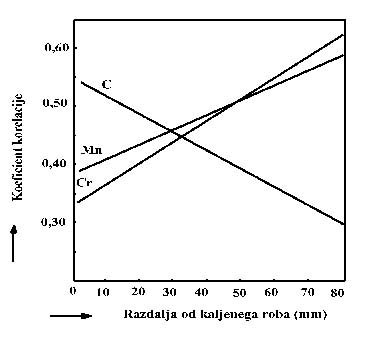 0,60
C
0,50
Koeficient korelacije
0,40
Mn
Cr
0,30
0 10 20 30 40 50 60 80
Razdalja od kaljenega roba (mm)